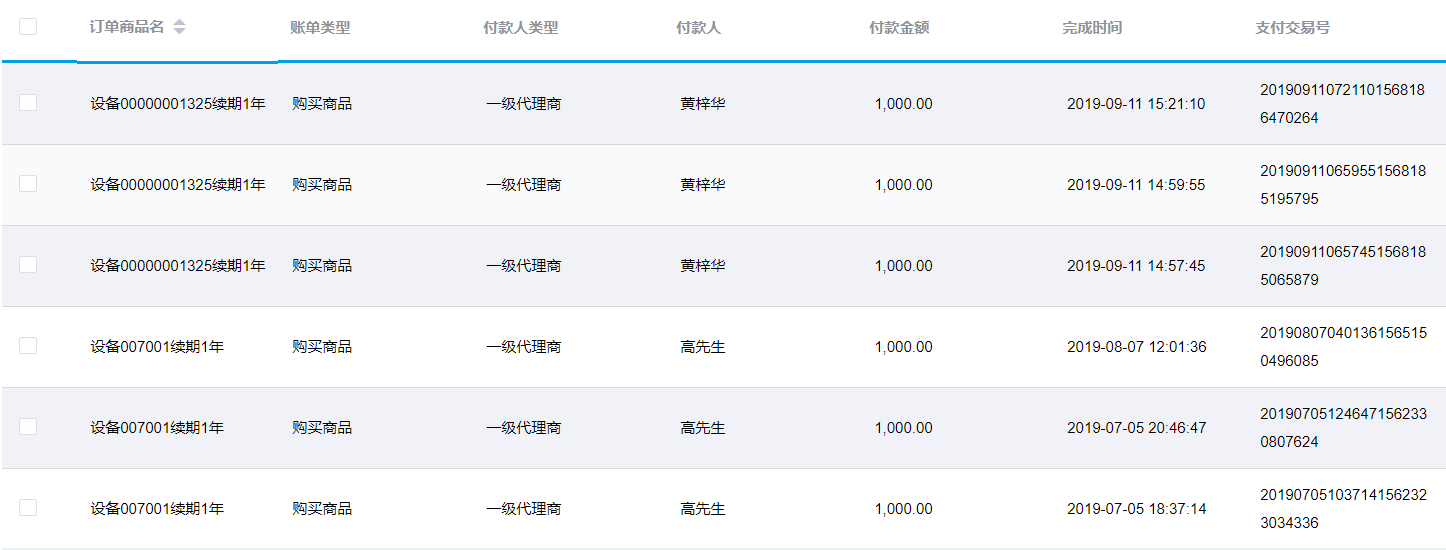 订单商品名 账单类型 付款人类型 付款人 付款金额 完成时间 支付交易号
设备00000001325续期1年 购买商品 一级代理商 黄梓华 1,000.00 2019-09-11 15:21:10 20190911072110156818
6470264
设备00000001325续期1年 购买商品 一级代理商 黄梓华 1,000.00 2019-09-11 14:59:55 20190911065955156818
5195795
设备00000001325续期1年 购买商品 一级代理商 黄梓华 1,000.00 2019-09-11 14:57:45 20190911065745156818
5065879
设备007001续期1年 购买商品 一级代理商 高先生 1,000.00 2019-08-07 12:01:36 20190807040136156515
0496085
设备007001续期1年 购买商品 一级代理商 高先生 1,000.00 2019-07-05 20:46:47 20190705124647156233
0807624
设备007001续期1年 购买商品 一级代理商 高先生 1,000.00 2019-07-05 18:37:14 20190705103714156232
3034336